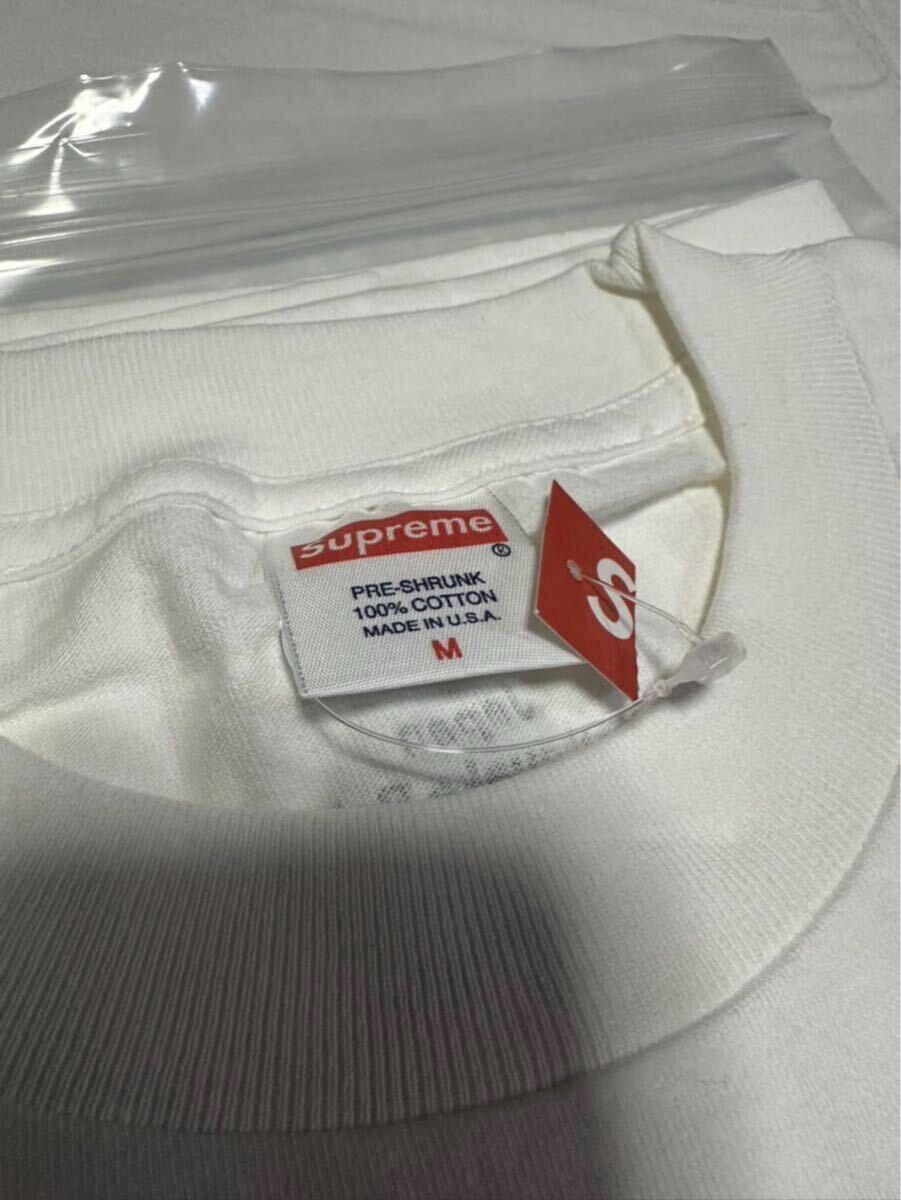 Supreme
®
PRE-SHRUNK
100% COTTON
MADE IN U.S.A.
M
S